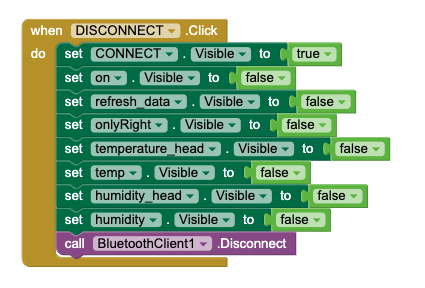 when DISCONNECT .Click
do set CONNECT . Visible to true
set on . Visible to false
set refresh_data . Visible to false
set onlyRight . Visible to false
set temperature_head . Visible to false
set temp . Visible to false
set humidity_head . Visible to false
set humidity . Visible to false
call BluetoothClient1 .Disconnect